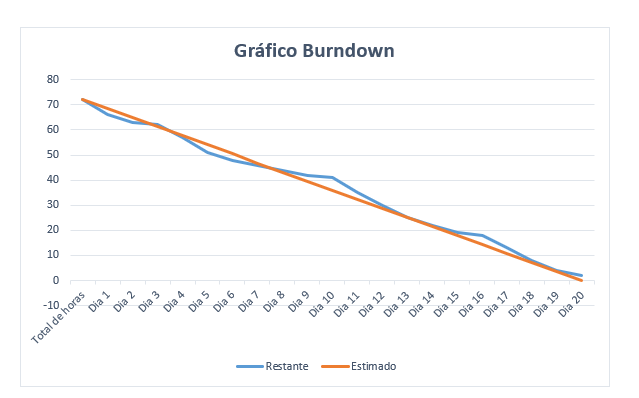 Gráfico Burndown
80
70
60
50
40
30
20
10
0
-10
Total de horas
Dia 1
Dia 2
Dia 3
Dia 4
Dia 5
Dia 6
Dia 7
Dia 8
Dia 9
Dia 10
Dia 11
Dia 12
Dia 13
Dia 14
Dia 15
Dia 16
Dia 17
Dia 18
Dia 19
Dia 20
Restante
Estimado